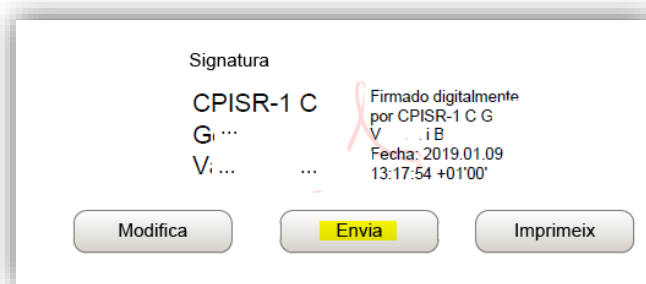 Signatura
CPISR-1 C
G ...
V ... ...
Firmado digitalmente
por CPISR-1 C G
V . . i B
Fecha: 2019.01.09
13:17:54 +01'00'
Modifica
Envia
Imprimeix